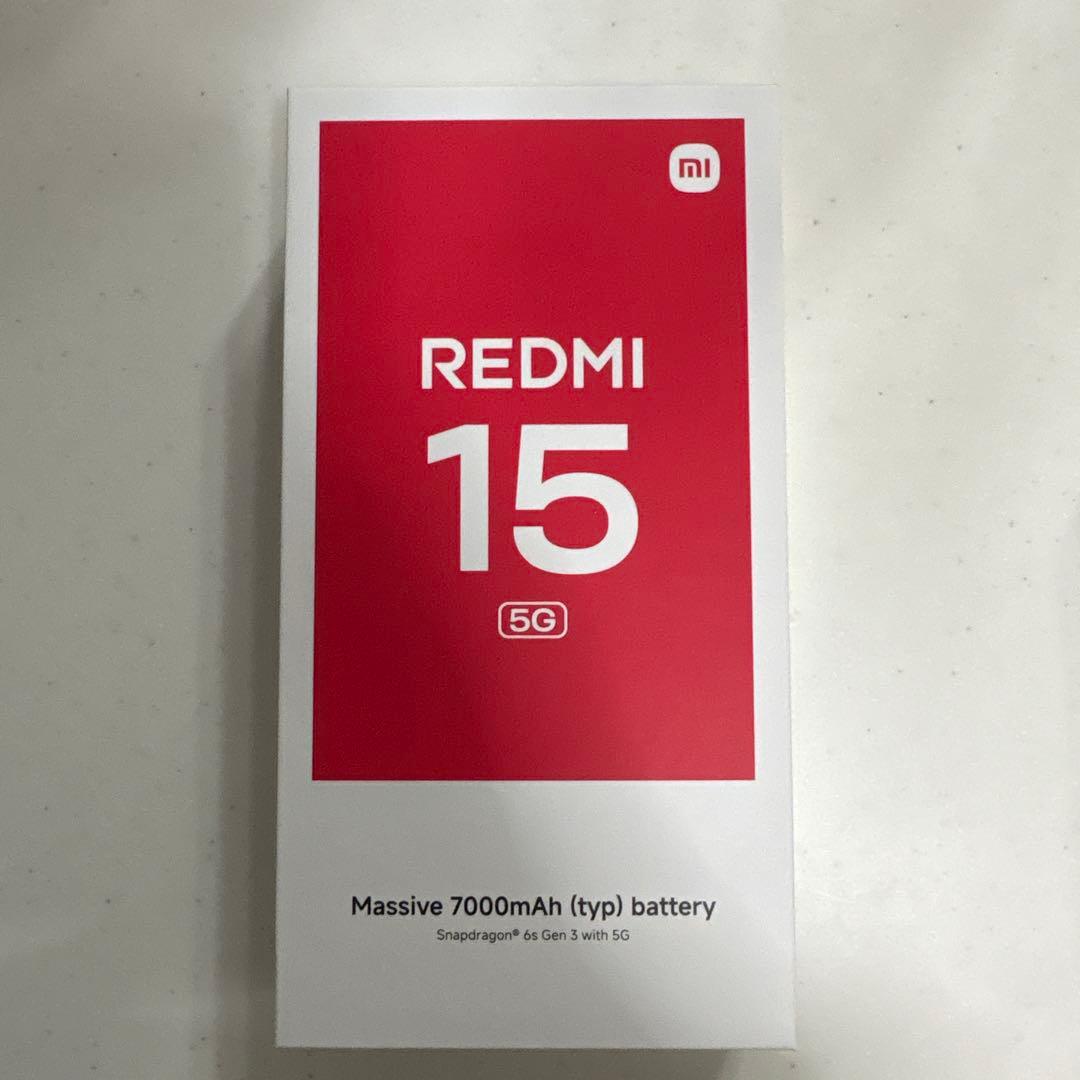 mi
REDMI
15
5G
Massive 7000mAh (typ) battery
Snapdragon® 6s Gen 3 with 5G